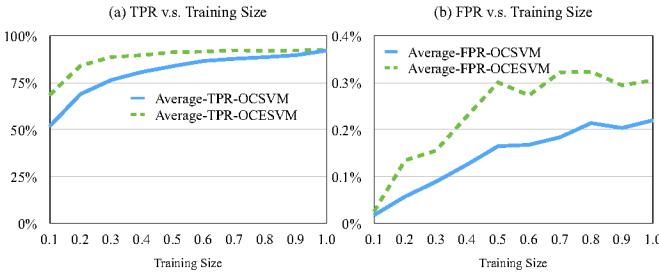 (a) TPR v.s. Training Size
100%
75%
50%
25%
0%
Average-TPR-OCSVM
Average-TPR-OCESVM
0.1 0.2 0.3 0.4 0.5 0.6 0.7 0.8 0.9 1.0
Training Size
(b) FPR v.s. Training Size
0.4%
0.3%
0.2%
0.1%
0%
Average-FPR-OCSVM
Average-FPR-OCESVM
0.1 0.2 0.3 0.4 0.5 0.6 0.7 0.8 0.9 1.0
Training Size